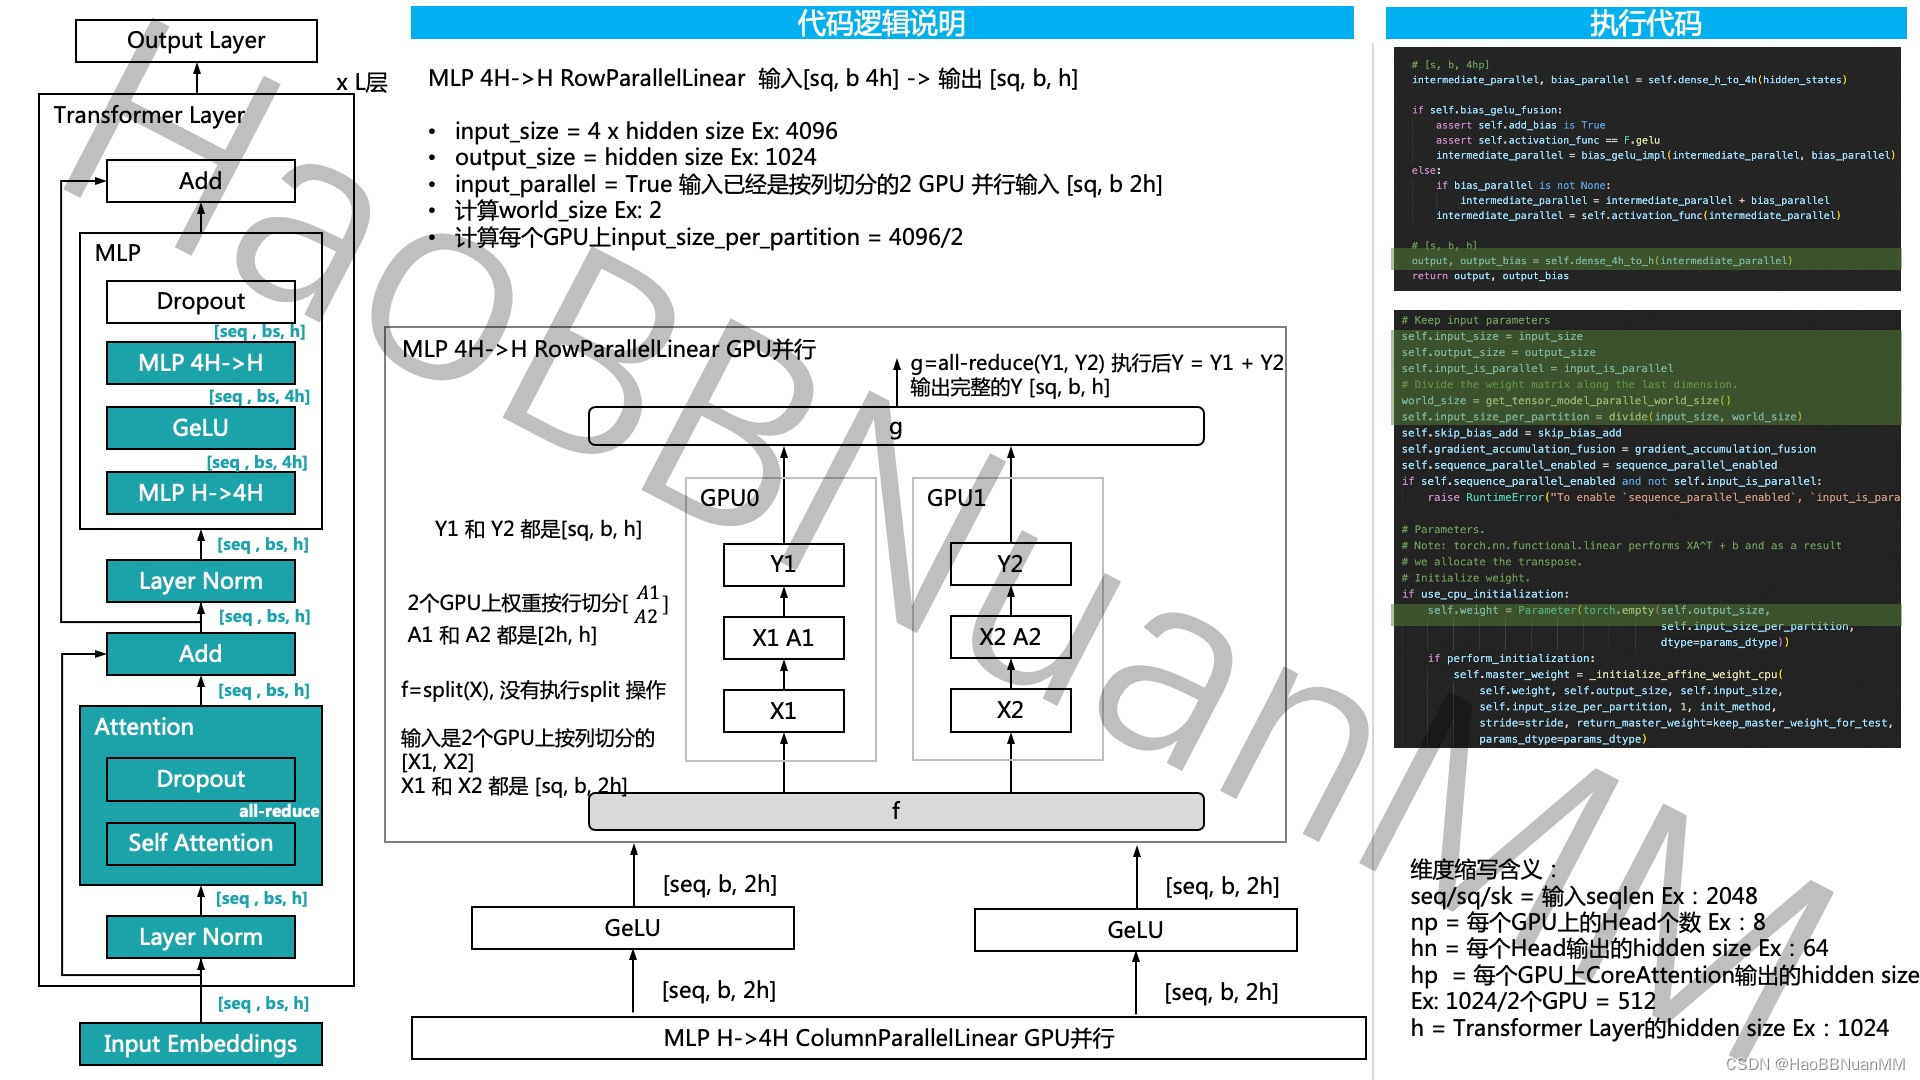 Output Layer
x L层
Transformer Layer
Add
MLP
Dropout
[seq , bs, h]
MLP 4H->H
[seq , bs, 4h]
GeLU
[seq , bs, 4h]
MLP H->4H
[seq , bs, h]
Layer Norm
[seq , bs, h]
Add
[seq , bs, h]
Attention
Dropout
all-reduce
Self Attention
[seq , bs, h]
Layer Norm
[seq , bs, h]
Input Embeddings
代码逻辑说明
MLP 4H->H RowParallelLinear 输入[sq, b 4h] -> 输出 [sq, b, h]
• input_size = 4 x hidden size Ex: 4096
• output_size = hidden size Ex: 1024
• input_parallel = True 输入已经是按列切分的2 GPU 并行输入 [sq, b 2h]
• 计算world_size Ex: 2
• 计算每个GPU上input_size_per_partition = 4096/2
MLP 4H->H RowParallelLinear GPU并行
g=all-reduce(Y1, Y2) 执行后Y = Y1 + Y2
输出完整的Y [sq, b, h]
g
GPU0
GPU1
Y1 和 Y2 都是[sq, b, h]
Y1
Y2
2个GPU上权重按行切分[ A1
A2 ]
A1 和 A2 都是[2h, h]
X1 A1
X2 A2
f=split(X), 没有执行split 操作
X1
X2
输入是2个GPU上按列切分的
[X1, X2]
X1 和 X2 都是 [sq, b, 2h]
f
[seq, b, 2h]
[seq, b, 2h]
GeLU
GeLU
[seq, b, 2h]
[seq, b, 2h]
MLP H->4H ColumnParallelLinear GPU并行
执行代码
# [s, b, 4hp]
intermediate_parallel, bias_parallel = self.dense_h_to_4h(hidden_states)
if self.bias_gelu_fusion:
assert self.add_bias is True
assert self.activation_func == F.gelu
intermediate_parallel = bias_gelu_impl(intermediate_parallel, bias_parallel)
else:
if bias_parallel is not None:
intermediate_parallel = intermediate_parallel + bias_parallel
intermediate_parallel = self.activation_func(intermediate_parallel)
# [s, b, h]
output, output_bias = self.dense_4h_to_h(intermediate_parallel)
return output, output_bias
# Keep input parameters
self.input_size = input_size
self.output_size = output_size
self.input_is_parallel = input_is_parallel
# Divide the weight matrix along the last dimension.
world_size = get_tensor_model_parallel_world_size()
self.input_size_per_partition = divide(input_size, world_size)
self.skip_bias_add = skip_bias_add
self.gradient_accumulation_fusion = gradient_accumulation_fusion
self.sequence_parallel_enabled = sequence_parallel_enabled
if self.sequence_parallel_enabled and not self.input_is_parallel:
raise RuntimeError("To enable `sequence_parallel_enabled`, `input_is_para
# Parameters.
# Note: torch.nn.functional.linear performs XA^T + b and as a result
# we allocate the transpose.
# Initialize weight.
if use_cpu_initialization:
self.weight = Parameter(torch.empty(self.output_size,
self.input_size_per_partition,
dtype=params_dtype))
if perform_initialization:
self.master_weight = _initialize_affine_weight_cpu(
self.weight, self.output_size, self.input_size,
self.input_size_per_partition, 1, init_method,
stride=stride, return_master_weight=keep_master_weight_for_test,
params_dtype=params_dtype)
维度缩写含义：
seq/sq/sk = 输入seqlen Ex：2048
np = 每个GPU上的Head个数 Ex：8
hn = 每个Head输出的hidden size Ex：64
hp = 每个GPU上CoreAttention输出的hidden size
Ex: 1024/2个GPU = 512
h = Transformer Layer的hidden size Ex：1024
HaoBBNuanMM
CSDN @HaoBBNuanMM